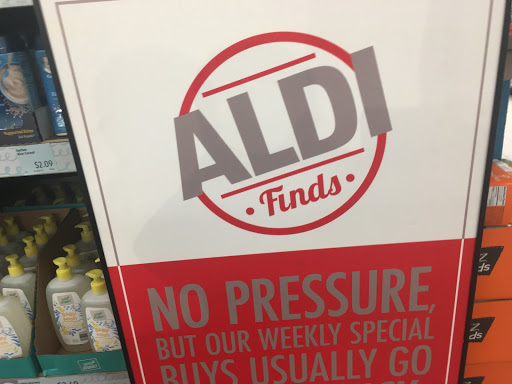 ALDI
• Finds •
NO PRESSURE,
BUT OUR WEEKLY SPECIAL
BUYS USUALLY GO
$2.09